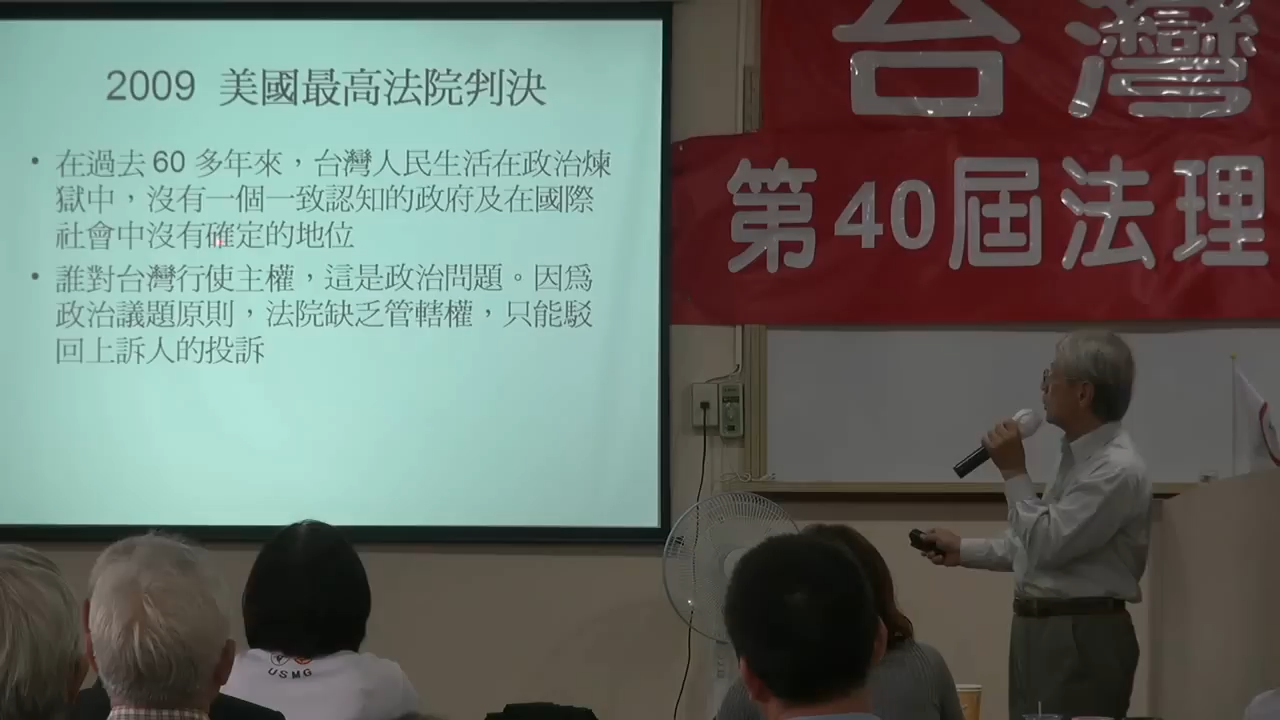 2009 美國最高法院判決
• 在過去 60 多年來，台灣人民生活在政治煉
獄中，沒有一個一致認知的政府及在國際
社會中沒有確定的地位
• 誰對台灣行使主權，這是政治問題。因為
政治議題原則，法院缺乏管轄權，只能駁
回上訴人的投訴
台灣
第40屆法理
USMG